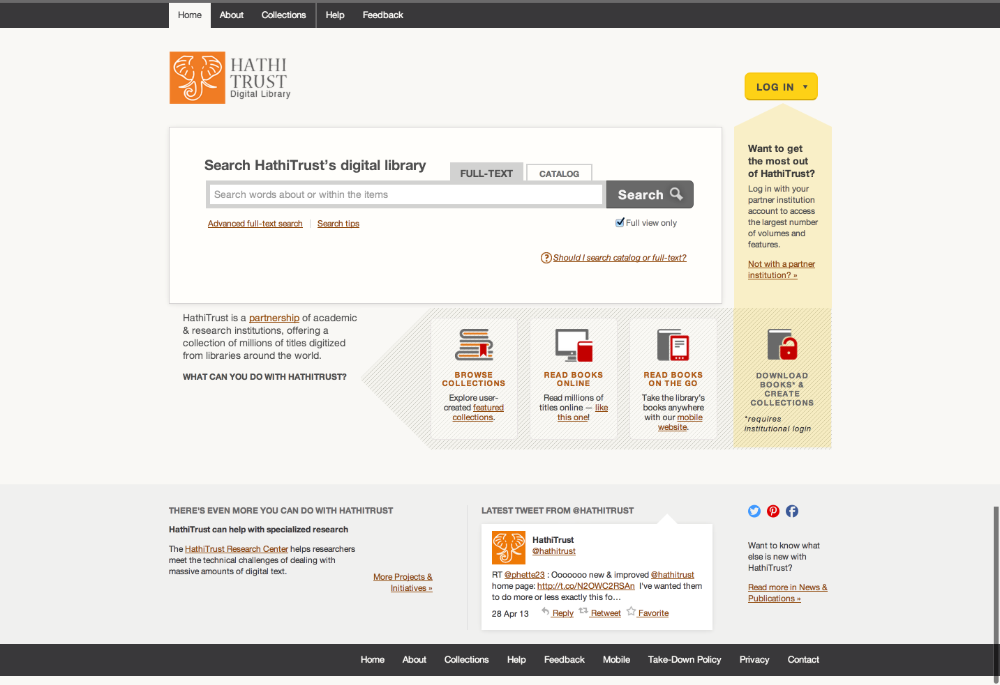 Home About Collections Help Feedback
HATHI
TRUST
Digital Library
LOG IN
Search HathiTrust's digital library
FULL-TEXT CATALOG
Search words about or within the items
Search
Advanced full-text search Search tips
Full view only
Should I search catalog or full-text?
Want to get
the most out
of HathiTrust?
Log in with your
partner institution
account to access
the largest number
of volumes and
features.
Not with a partner
institution? »
HathiTrust is a partnership of academic
& research institutions, offering a
collection of millions of titles digitized
from libraries around the world.
WHAT CAN YOU DO WITH HATHITRUST?
BROWSE
COLLECTIONS
Explore user-
created featured
collections.
READ BOOKS
ONLINE
Read millions of
titles online — like
this one!
READ BOOKS
ON THE GO
Take the library's
books anywhere
with our mobile
website.
DOWNLOAD
BOOKS* &
CREATE
COLLECTIONS
*requires
institutional login
THERE'S EVEN MORE YOU CAN DO WITH HATHITRUST
HathiTrust can help with specialized research
The HathiTrust Research Center helps researchers
meet the technical challenges of dealing with
massive amounts of digital text.
More Projects &
Initiatives »
LATEST TWEET FROM @HATHITRUST
HathiTrust
@hathitrust
RT @phette23 : Ooooooo new & improved @hathitrust
home page: http://t.co/N2OWC2RSAn I've wanted them
to do more or less exactly this fo…
28 Apr 13 Reply Retweet Favorite
Want to know what
else is new with
HathiTrust?
Read more in News &
Publications »
Home About Collections Help Feedback Mobile Take-Down Policy Privacy Contact